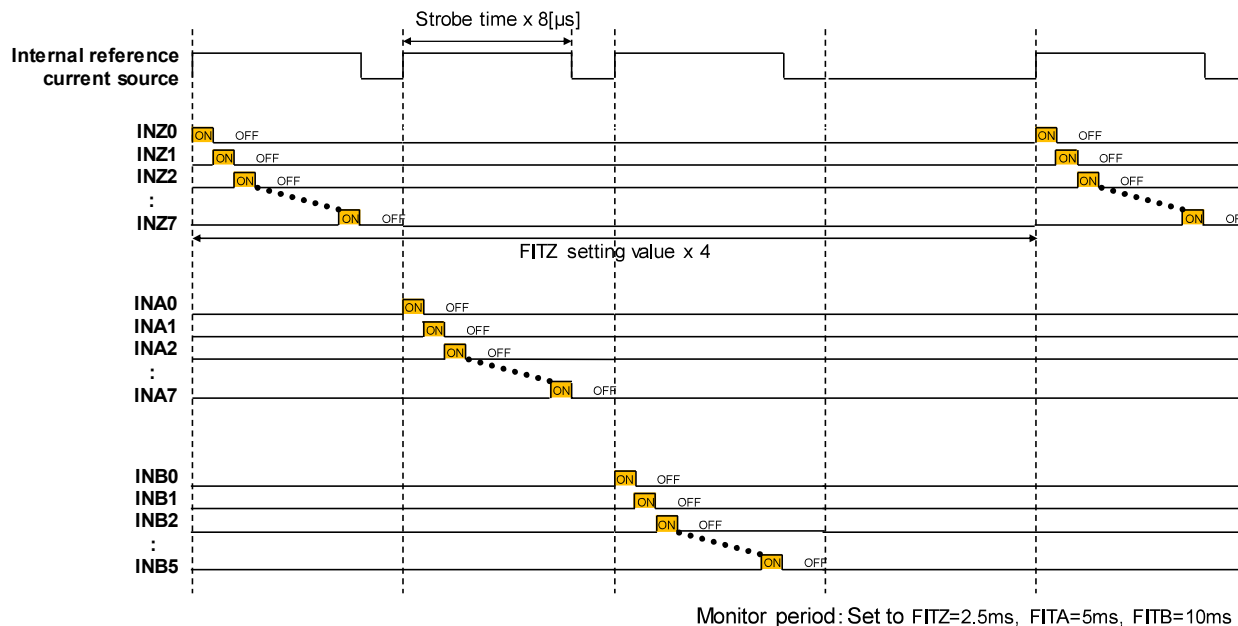 Strobe time x 8[µs]
Internal reference
current source
INZ0 ON OFF ON OFF
INZ1 ON OFF ON OFF
INZ2 ON OFF ON OFF
:
INZ7 ON OFF ON OF
FITZ setting value x 4
INA0 ON OFF
INA1 ON OFF
INA2 ON OFF
:
INA7 ON OFF
INB0 ON OFF
INB1 ON OFF
INB2 ON OFF
:
INB5 ON OFF
Monitor period: Set to FITZ=2.5ms, FITA=5ms, FITB=10ms